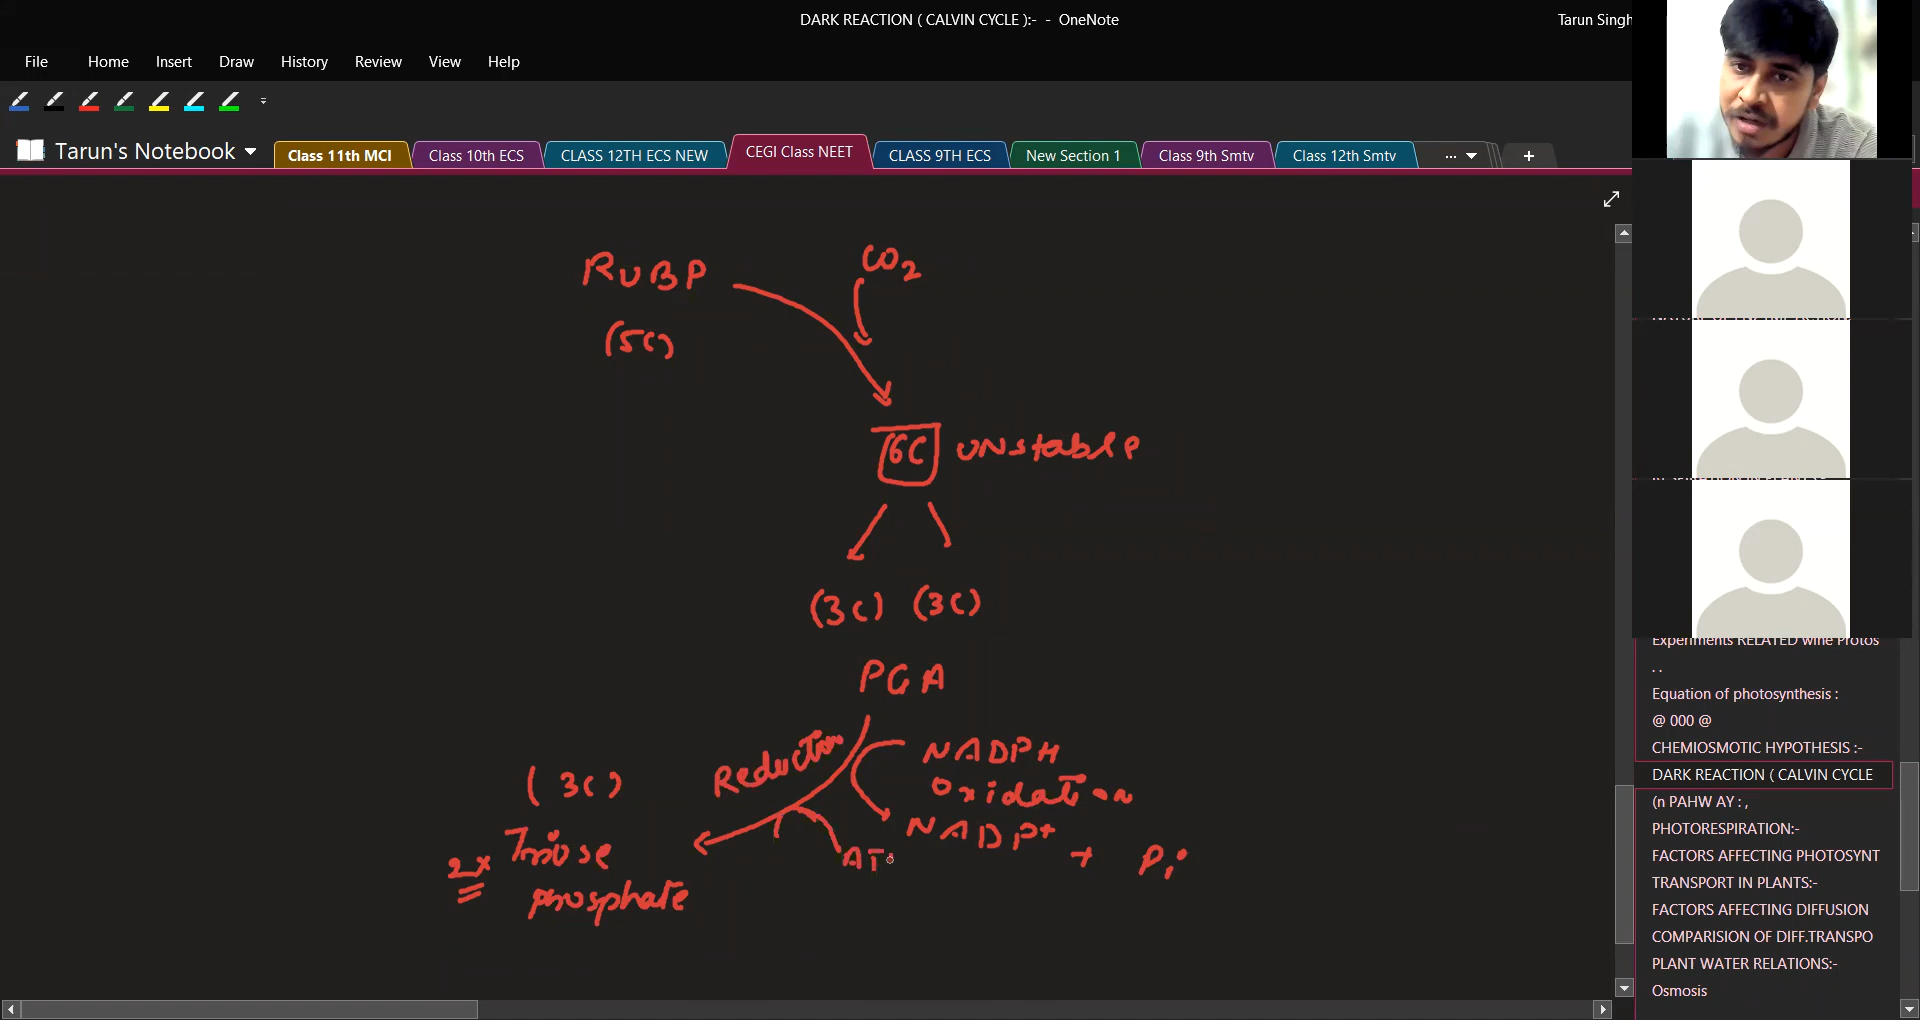 DARK REACTION ( CALVIN CYCLE ):- - OneNote
Tarun Singh
File Home Insert Draw History Review View Help
Tarun's Notebook
Class 11th MCI
Class 10th ECS
CLASS 12TH ECS NEW
CEGI Class NEET
CLASS 9TH ECS
New Section 1
Class 9th Smtv
Class 12th Smtv
...
+
RUBP
CO2
(5C)
6C unstable
(3C) (3C)
PGA
Reduction
NADPH
Oxidation
NADP+ + Pi
(3C)
2x Triose
phosphate
AT
Experiments RELATED wine Protos
. .
Equation of photosynthesis :
@ 000 @
CHEMIOSMOTIC HYPOTHESIS :-
DARK REACTION ( CALVIN CYCLE
(n PAHW AY : ,
PHOTORESPIRATION:-
FACTORS AFFECTING PHOTOSYNT
TRANSPORT IN PLANTS:-
FACTORS AFFECTING DIFFUSION
COMPARISION OF DIFF.TRANSPO
PLANT WATER RELATIONS:-
Osmosis